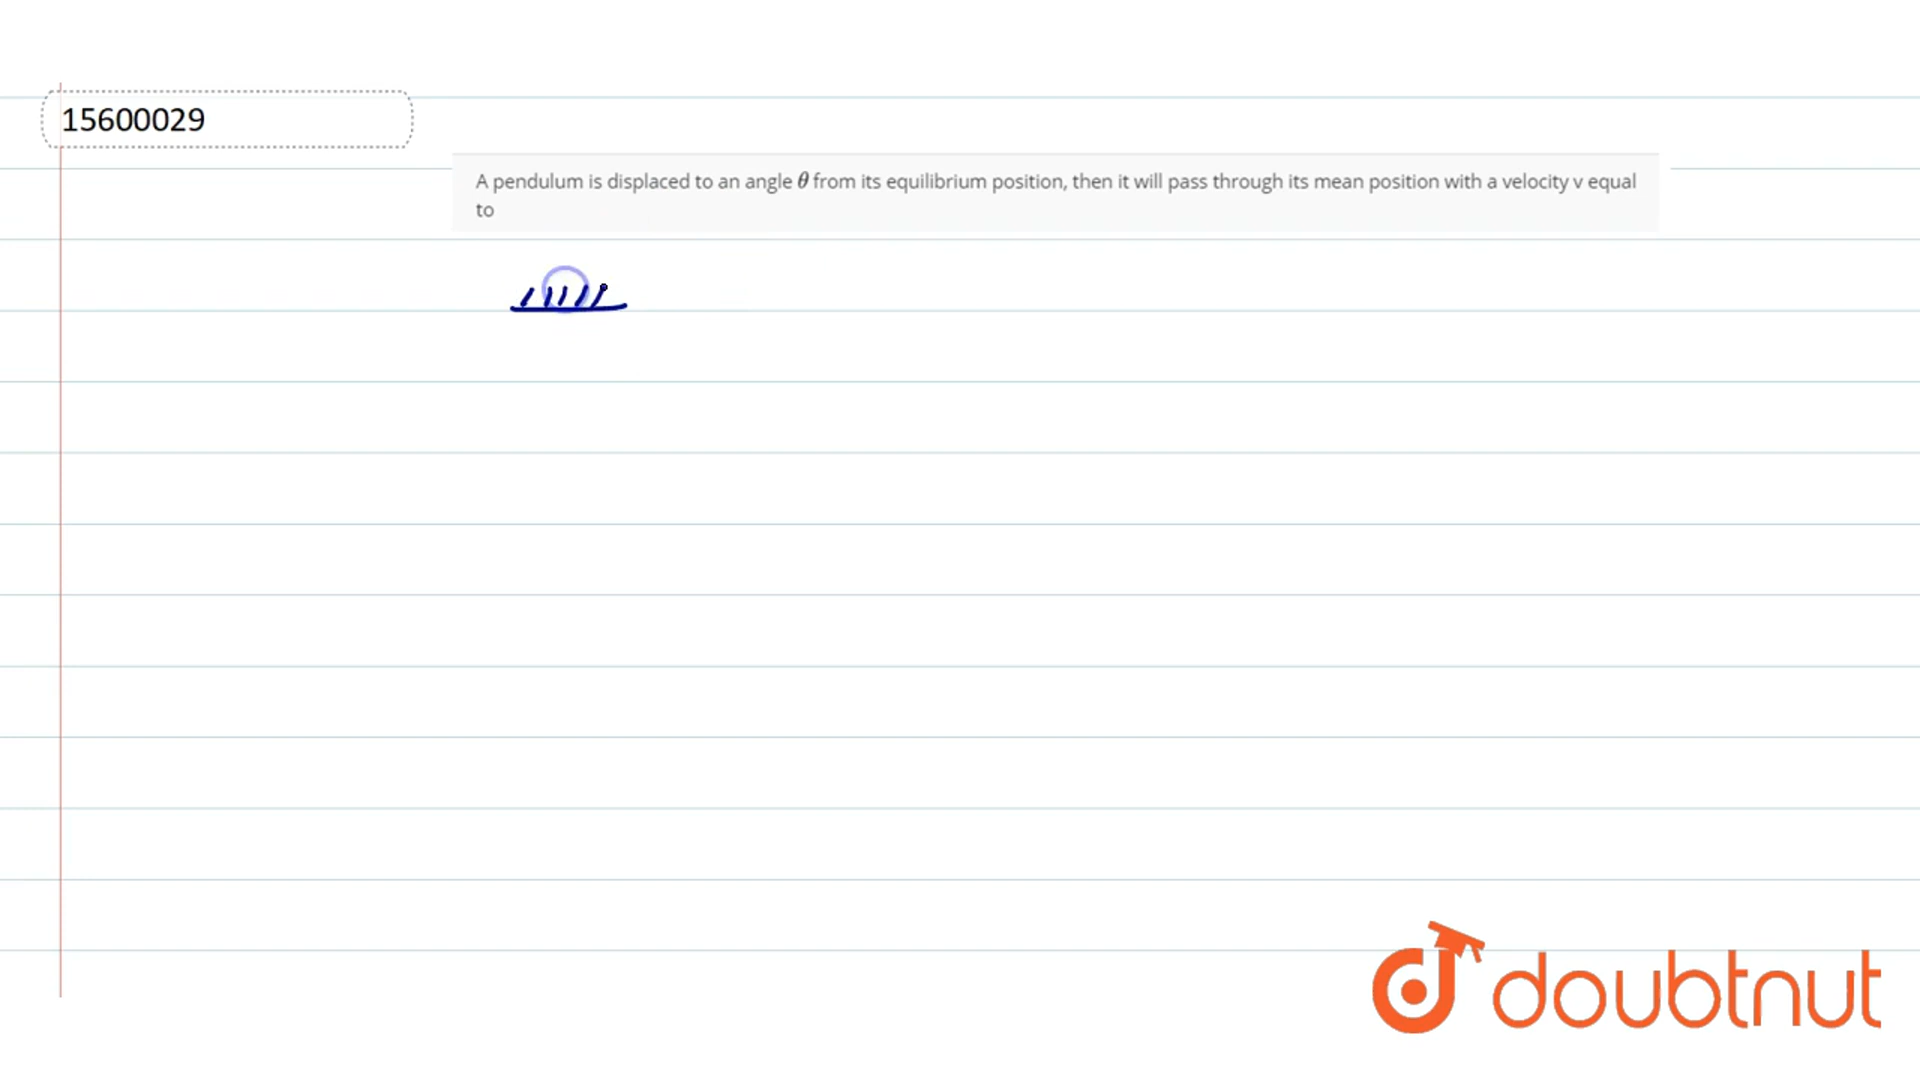 15600029
A pendulum is displaced to an angle θ from its equilibrium position, then it will pass through its mean position with a velocity v equal
to
doubtnut